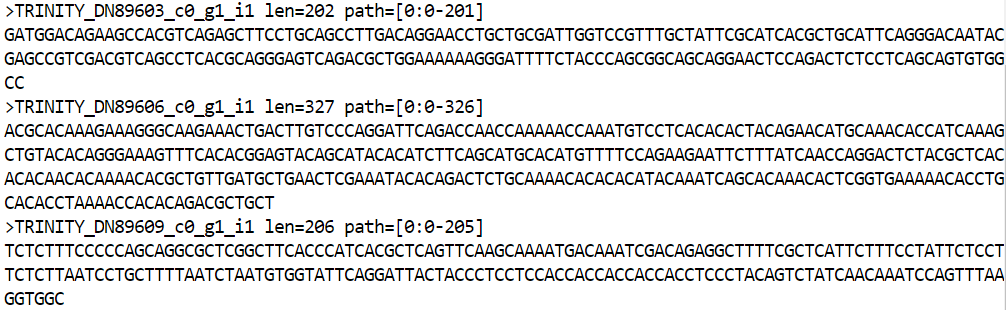 >TRINITY_DN89603_c0_g1_i1 len=202 path=[0:0-201]
GATGGACAGAAGCCACGTCAGAGCTTCCTGCAGCCTTGACAGGAACCTGCTGCGATTGGTCCGTTTGCTATTCGCATCACGCTGCATTCAGGGACAATAC
GAGCCGTCGACGTCAGCCTCACGCAGGGAGTCAGACGCTGGAAAAAAGGGATTTTCTACCCAGCGGCAGCAGGAACTCCAGACTCTCCTCAGCAGTGTGG
CC
>TRINITY_DN89606_c0_g1_i1 len=327 path=[0:0-326]
ACGCACAAAGAAAGGGCAAGAAACTGACTTGTCCCAGGATTCAGACCAACCAAAAACCAAATGTCCTCACACACTACAGAACATGCAAACACCATCAAAG
CTGTACACAGGGAAAGTTTCACACGGAGTACAGCATACACATCTTCAGCATGCACATGTTTTCCAGAAGAATTCTTTATCAACCAGGACTCTACGCTCAC
ACACAACACAAAACACGCTGTTGATGCTGAACTCGAAATACACAGACTCTGCAAAACACACACATACAAATCAGCACAAACACTCGGTGAAAAACACCTG
CACACCTAAAACCACACAGACGCTGCT
>TRINITY_DN89609_c0_g1_i1 len=206 path=[0:0-205]
TCTCTTTCCCCCAGCAGGCGCTCGGCTTCACCCATCACGCTCAGTTCAAGCAAAATGACAAATCGACAGAGGCTTTTCGCTCATTCTTTCCTATTCTCCT
TCTCTTAATCCTGCTTTTAATCTAATGTGGTATTCAGGATTACTACCCTCCTCCACCACCACCACCACCTCCCTACAGTCTATCAACAAATCCAGTTTAA
GGTGGC